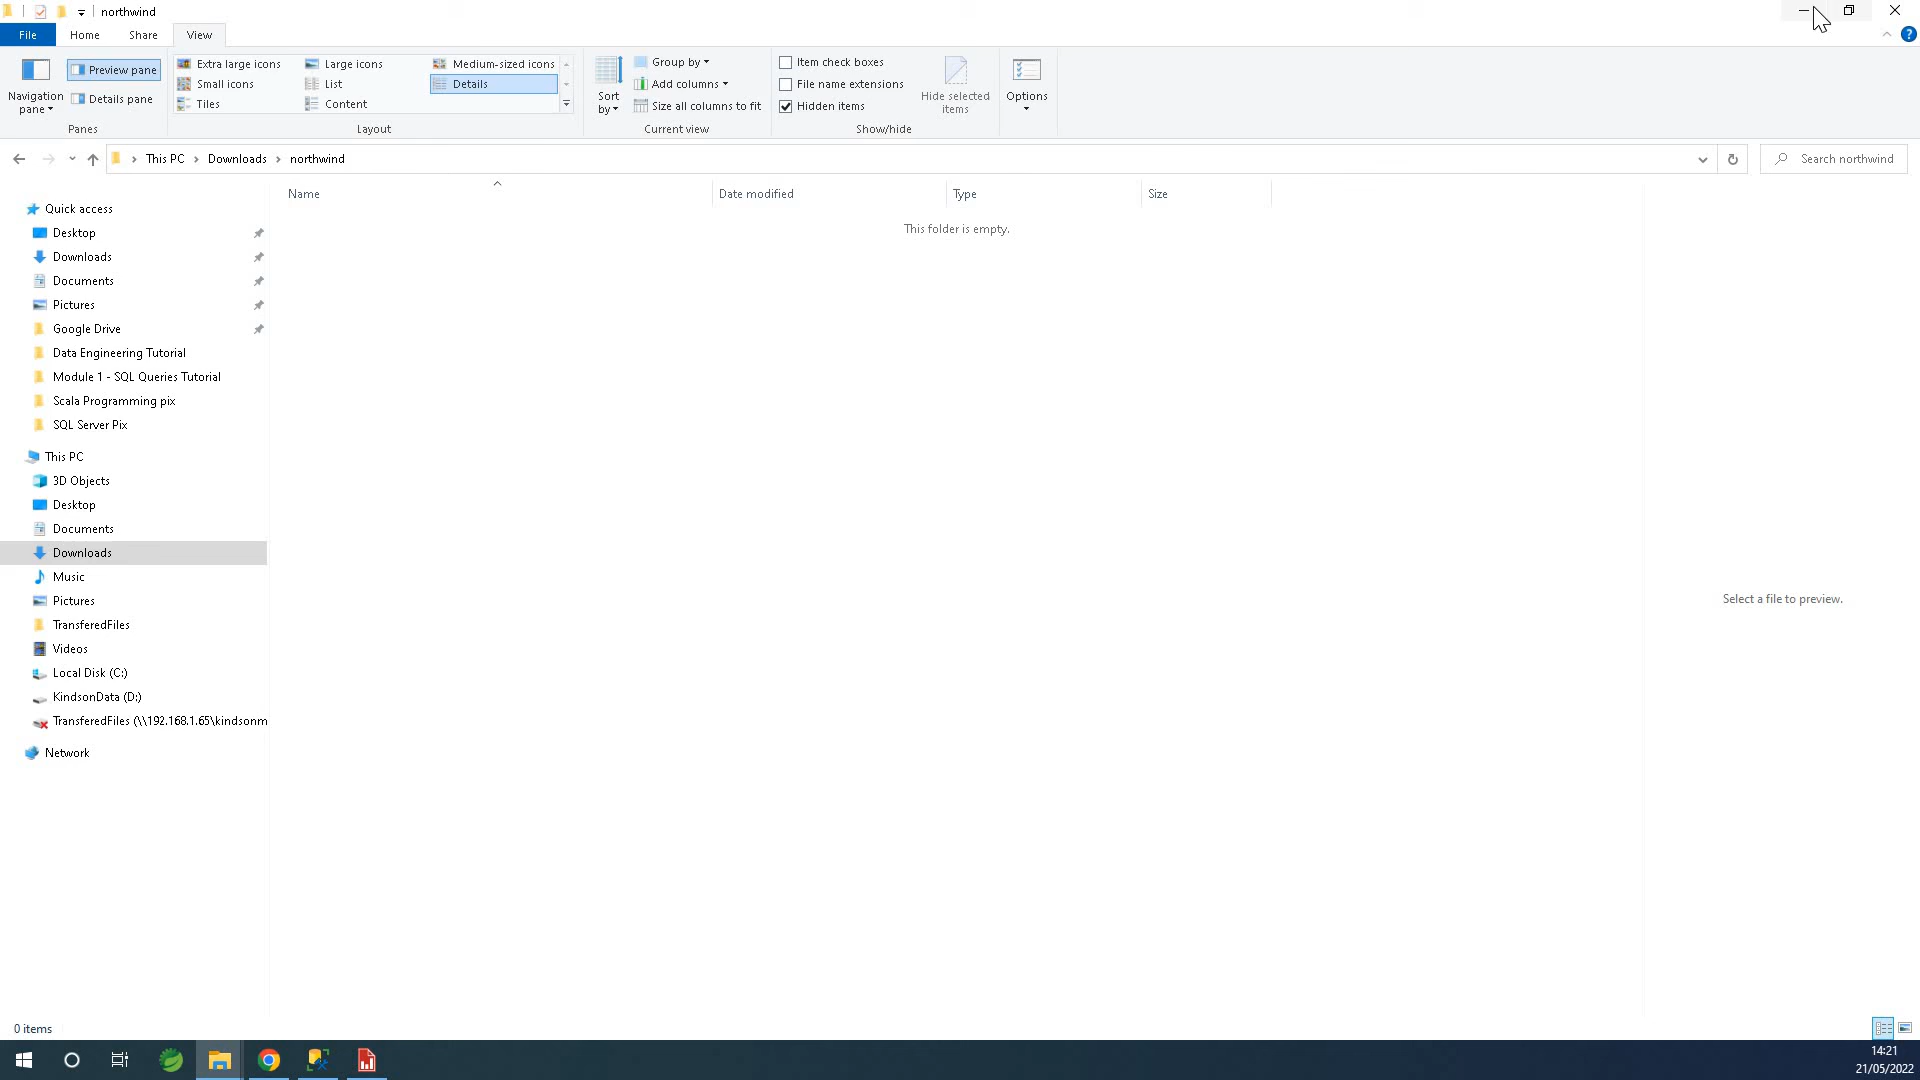 northwind
File Home Share View
Navigation pane
Preview pane
Details pane
Panes
Extra large icons Large icons Medium-sized icons
Small icons List Details
Tiles Content
Layout
Sort by
Group by
Add columns
Size all columns to fit
Current view
Item check boxes
File name extensions
Hidden items
Hide selected items
Show/hide
Options
This PC Downloads northwind
Search northwind
Name Date modified Type Size
This folder is empty.
Quick access
Desktop
Downloads
Documents
Pictures
Google Drive
Data Engineering Tutorial
Module 1 - SQL Queries Tutorial
Scala Programming pix
SQL Server Pix
This PC
3D Objects
Desktop
Documents
Downloads
Music
Pictures
TransferedFiles
Videos
Local Disk (C:)
KindsonData (D:)
TransferedFiles (\\192.168.1.65\kindsonm
Network
Select a file to preview.
0 items
14:21
21/05/2022